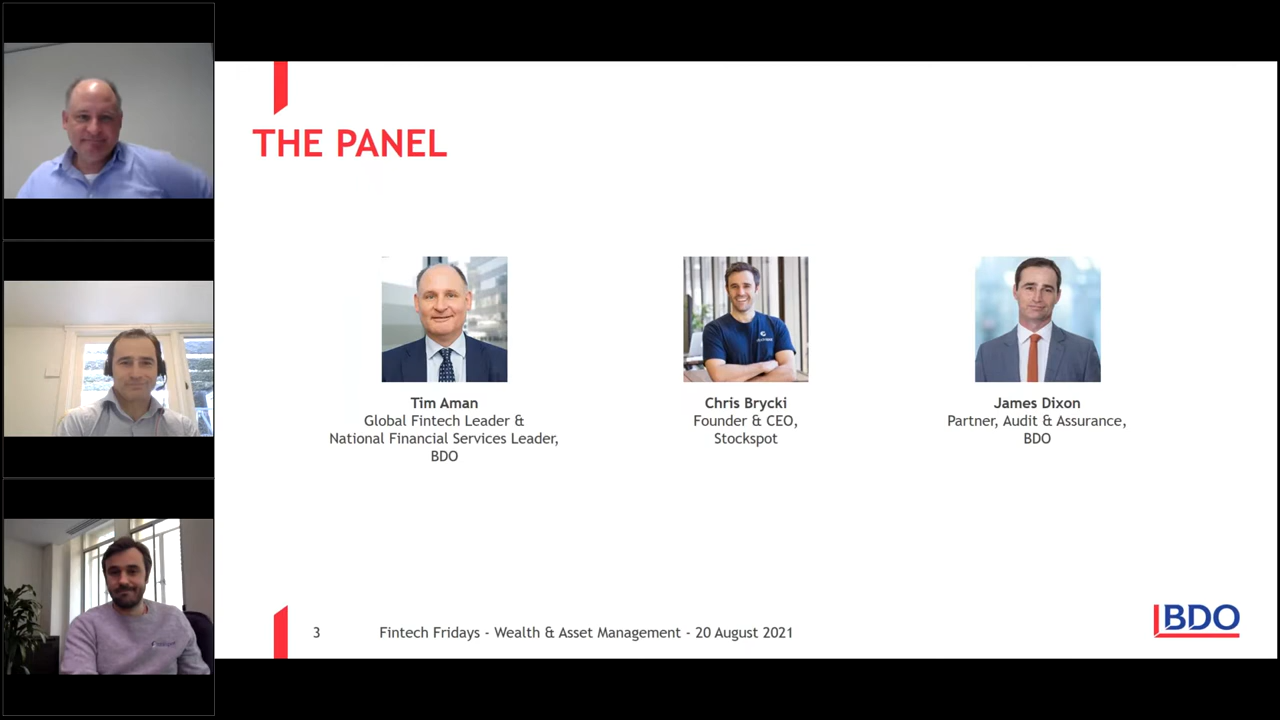 THE PANEL
Tim Aman
Global Fintech Leader &
National Financial Services Leader,
BDO
Chris Brycki
Founder & CEO,
Stockspot
James Dixon
Partner, Audit & Assurance,
BDO
3
Fintech Fridays - Wealth & Asset Management - 20 August 2021
BDO